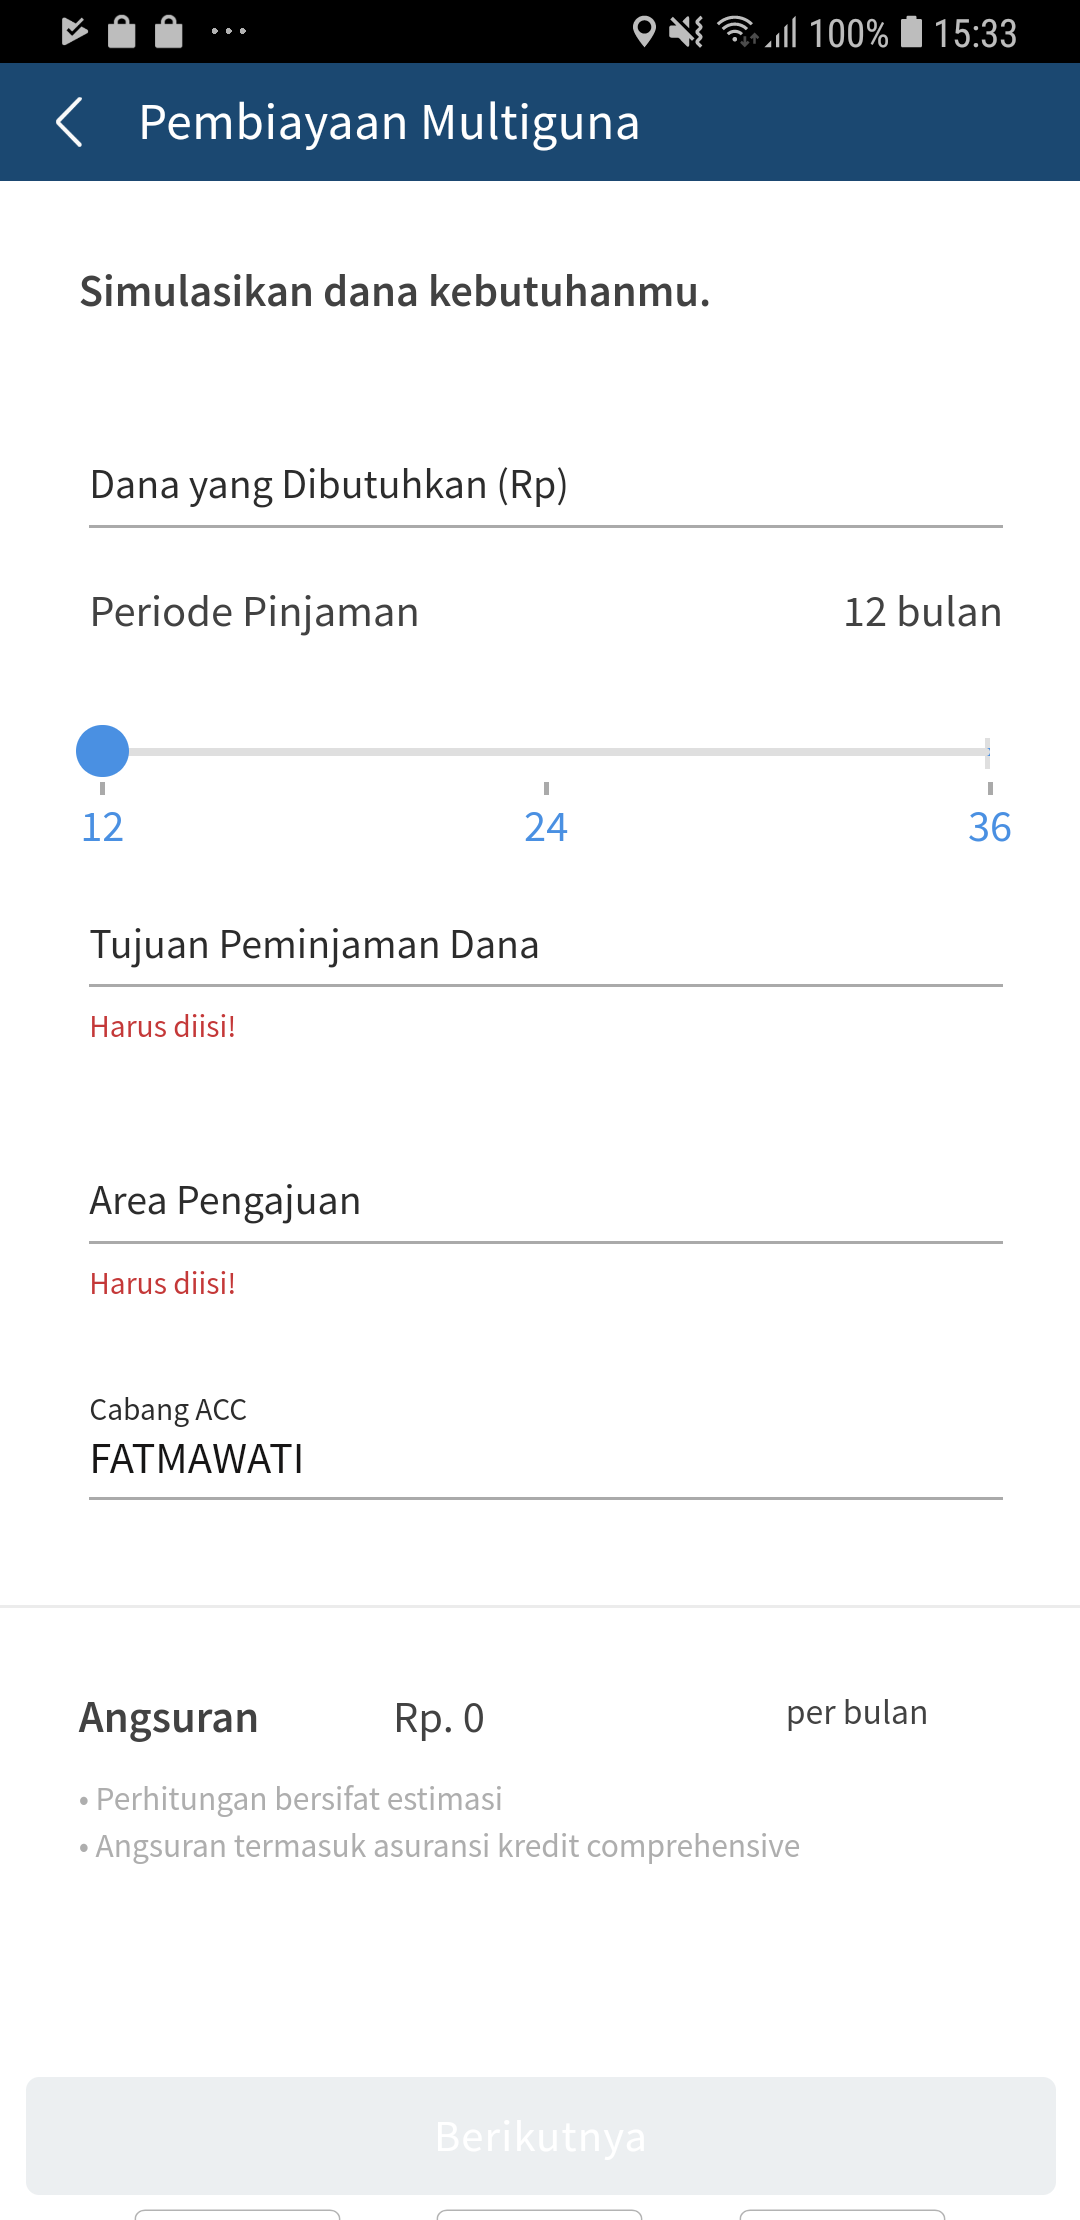 100% 15:33
Pembiayaan Multiguna
Simulasikan dana kebutuhanmu.
Dana yang Dibutuhkan (Rp)
Periode Pinjaman 12 bulan
12 24 36
Tujuan Peminjaman Dana
Harus diisi!
Area Pengajuan
Harus diisi!
Cabang ACC
FATMAWATI
Angsuran Rp. 0 per bulan
• Perhitungan bersifat estimasi
• Angsuran termasuk asuransi kredit comprehensive
Berikutnya